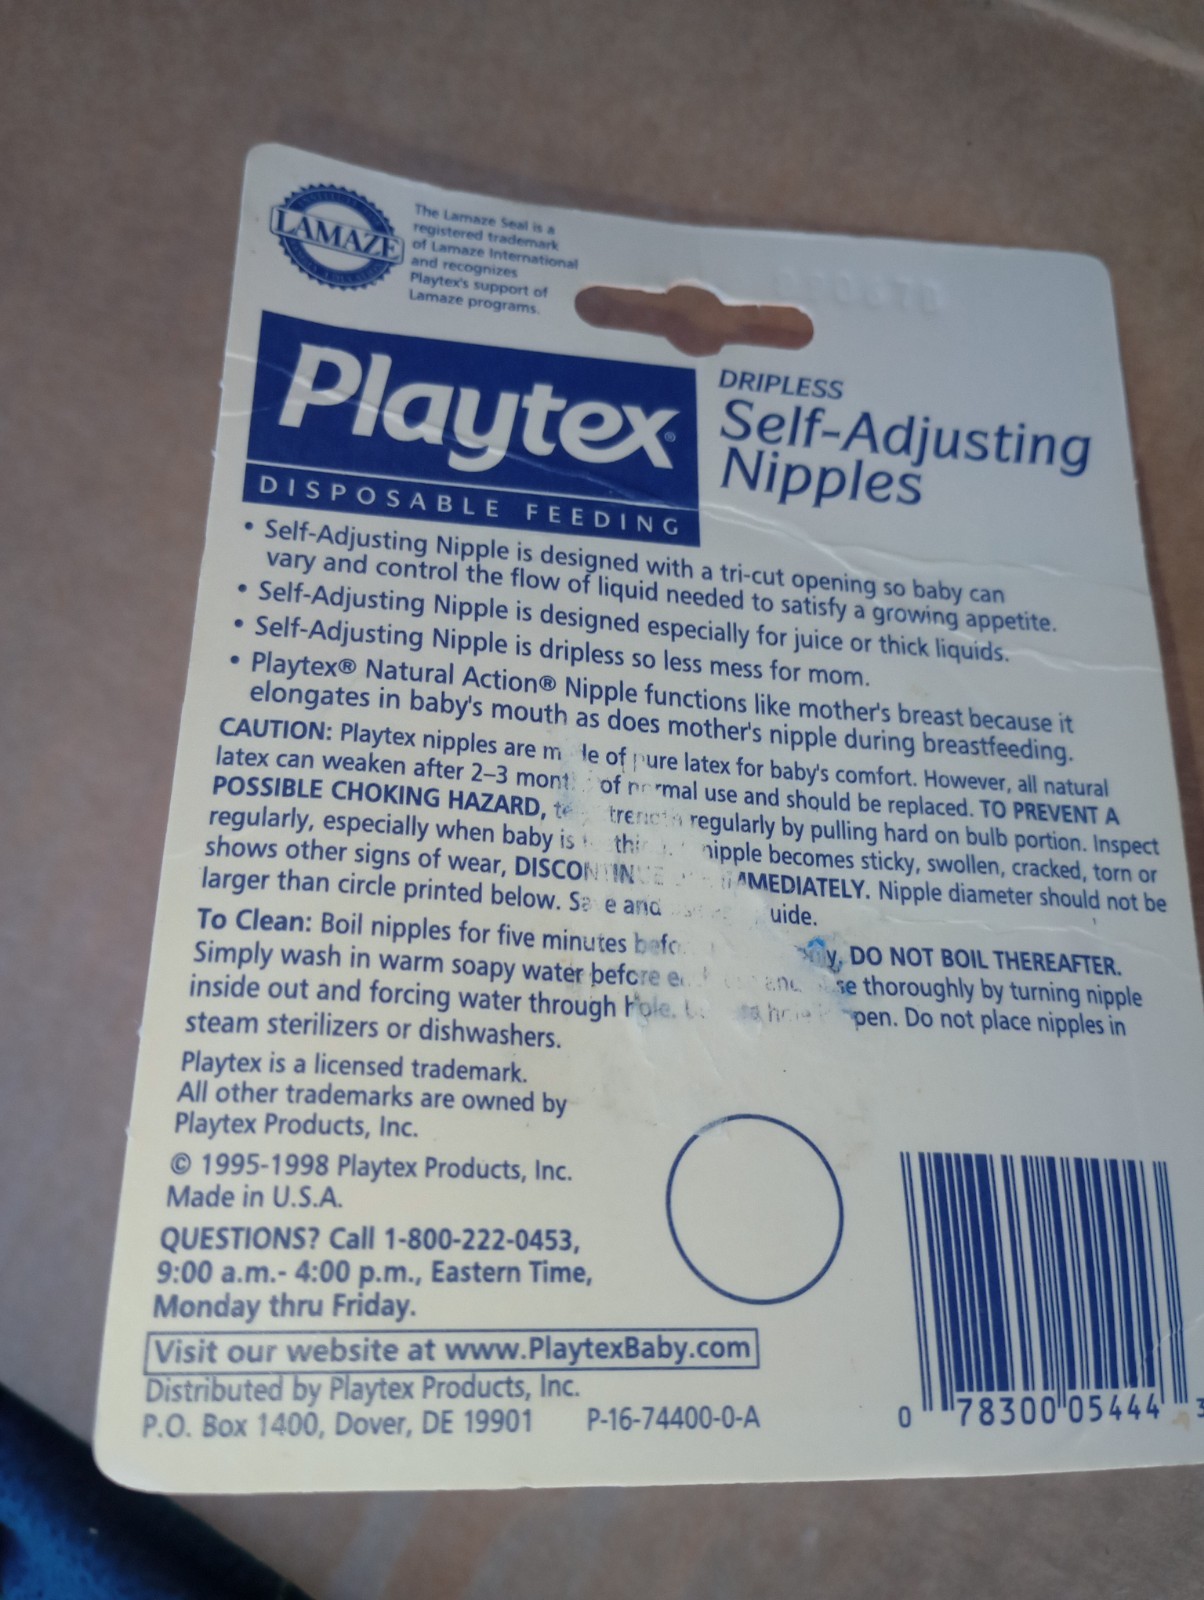 LAMAZE
The Lamaze Seal is a
registered trademark
of Lamaze International
and recognizes
Playtex's support of
Lamaze programs.
Playtex®
DISPOSABLE FEEDING
DRIPLESS
Self-Adjusting
Nipples
• Self-Adjusting Nipple is designed with a tri-cut opening so baby can
vary and control the flow of liquid needed to satisfy a growing appetite.
• Self-Adjusting Nipple is designed especially for juice or thick liquids.
• Self-Adjusting Nipple is dripless so less mess for mom.
• Playtex® Natural Action® Nipple functions like mother's breast because it
elongates in baby's mouth as does mother's nipple during breastfeeding.
CAUTION: Playtex nipples are made of pure latex for baby's comfort. However, all natural
latex can weaken after 2–3 months of normal use and should be replaced. TO PREVENT A
POSSIBLE CHOKING HAZARD, strength regularly by pulling hard on bulb portion. Inspect
regularly, especially when baby is nipple becomes sticky, swollen, cracked, torn or
shows other signs of wear, DISCONTINUE IMMEDIATELY. Nipple diameter should not be
larger than circle printed below. Save and
To Clean: Boil nipples for five minutes DO NOT BOIL THEREAFTER.
Simply wash in warm soapy water before and thoroughly by turning nipple
inside out and forcing water through hole. Do not place nipples in
steam sterilizers or dishwashers.
Playtex is a licensed trademark.
All other trademarks are owned by
Playtex Products, Inc.
© 1995-1998 Playtex Products, Inc.
Made in U.S.A.
QUESTIONS? Call 1-800-222-0453,
9:00 a.m.- 4:00 p.m., Eastern Time,
Monday thru Friday.
Visit our website at www.PlaytexBaby.com
Distributed by Playtex Products, Inc.
P.O. Box 1400, Dover, DE 19901 P-16-74400-0-A
0 78300 05444 3